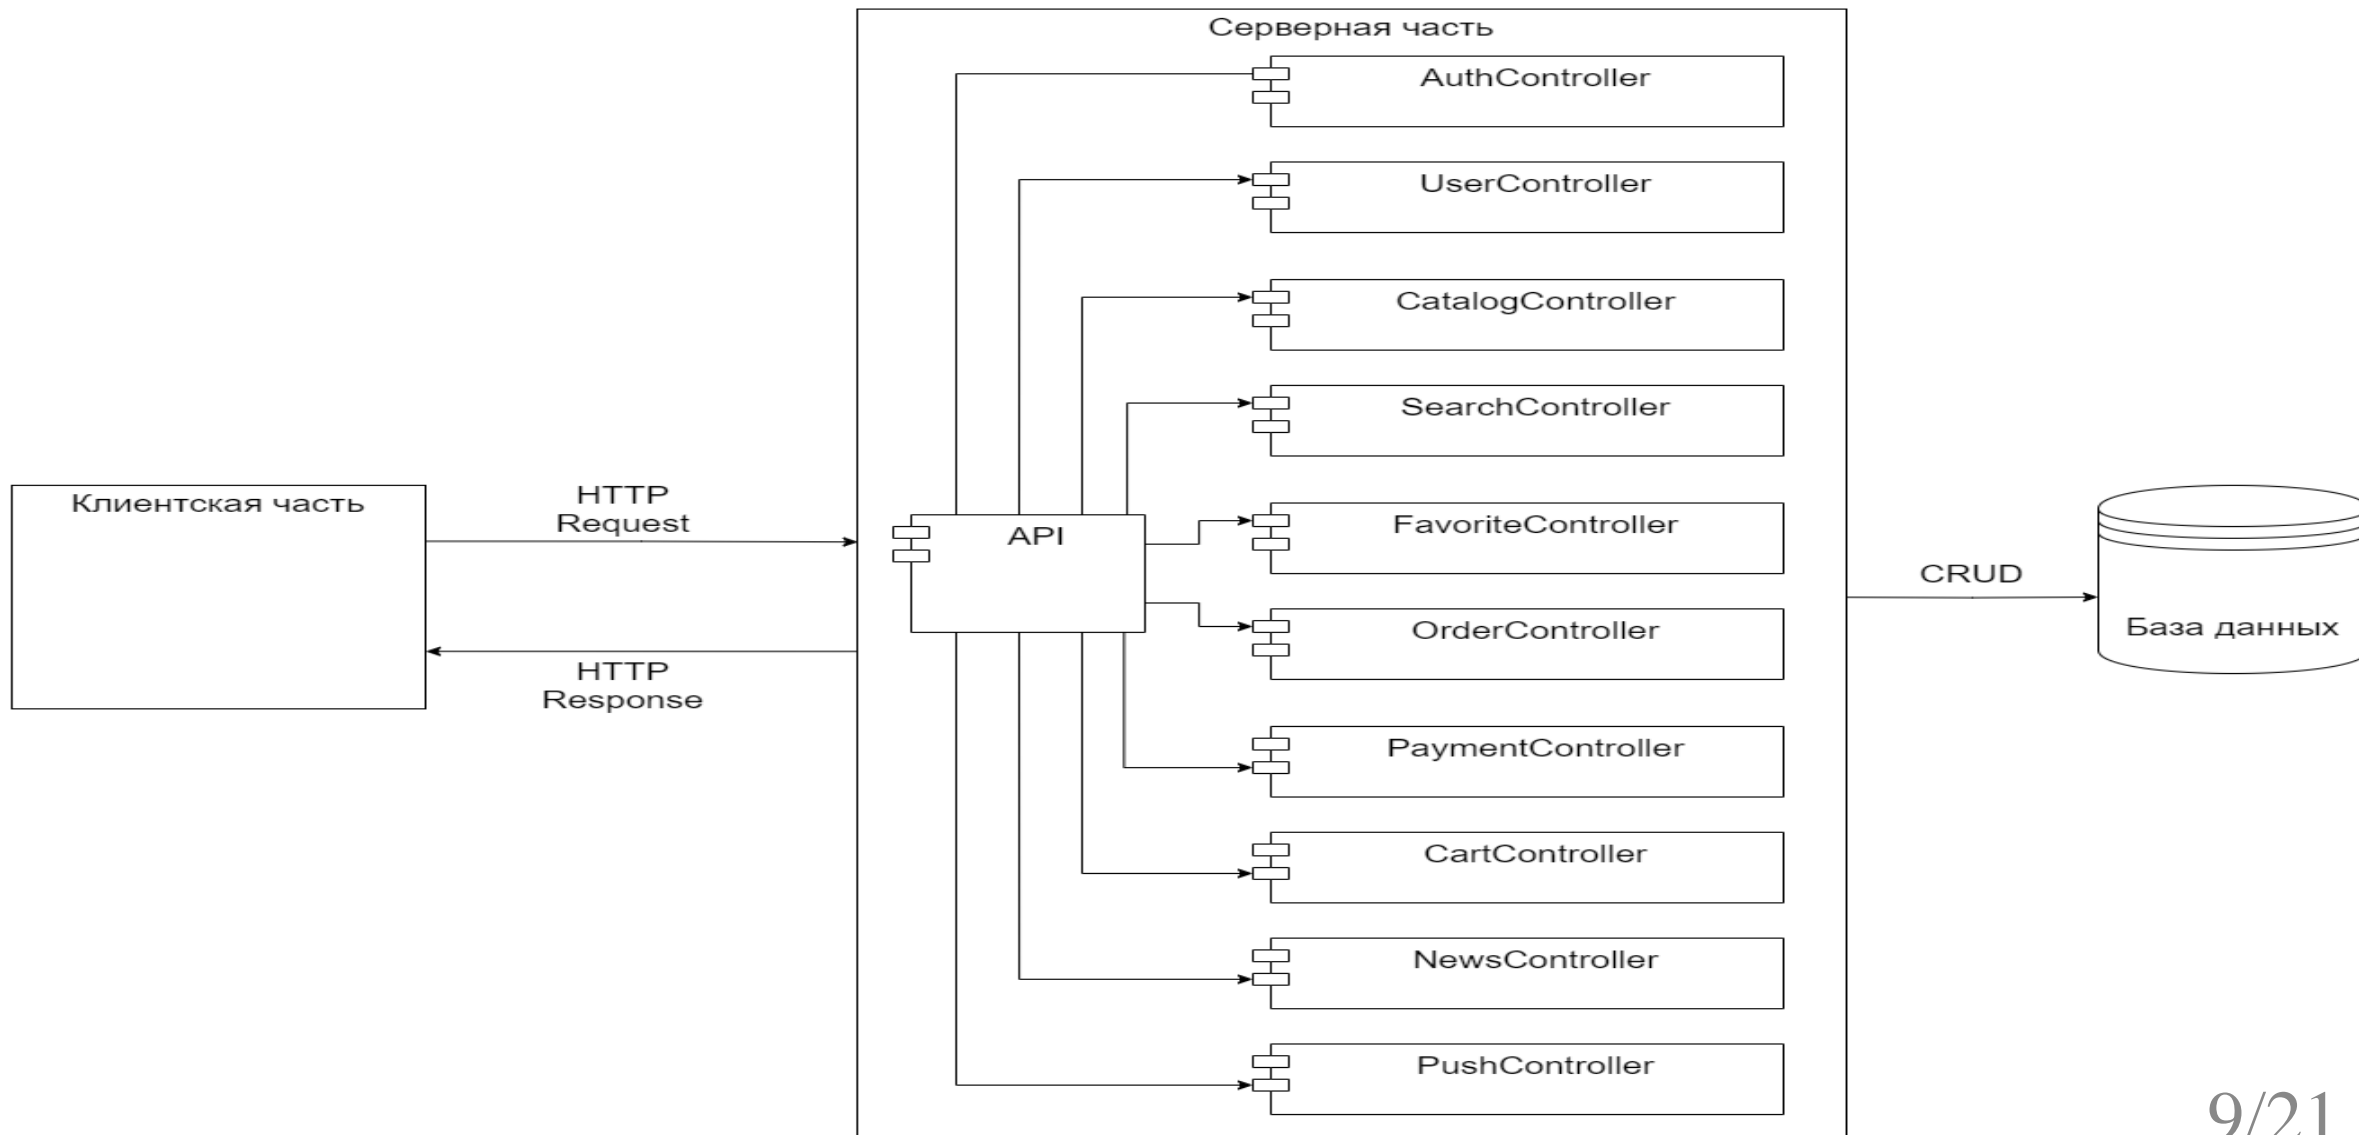 Серверная часть
AuthController
UserController
CatalogController
SearchController
Клиентская часть
HTTP
Request
API
FavoriteController
CRUD
База данных
OrderController
HTTP
Response
PaymentController
CartController
NewsController
PushController
9/21